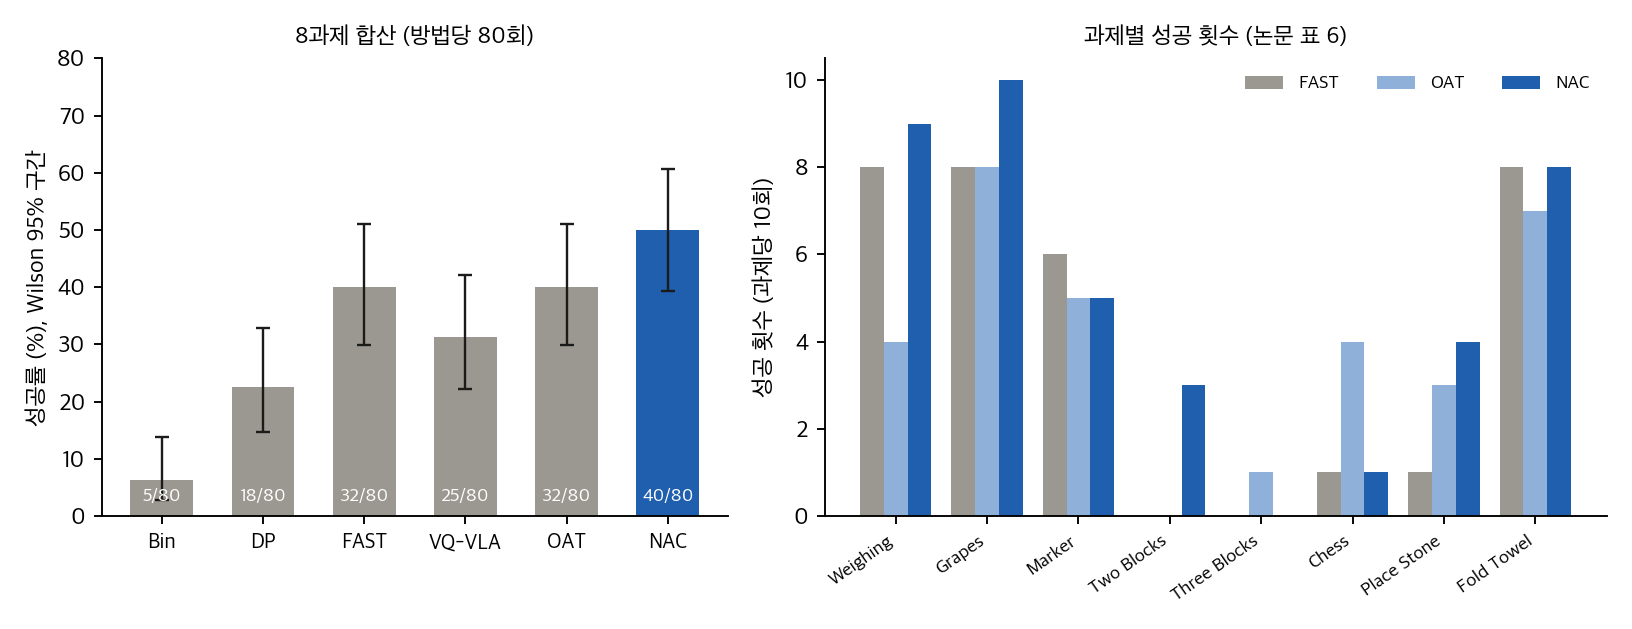 8과제 합산 (방법당 80회)
성공률 (%), Wilson 95% 구간
80
70
60
50
40
30
20
10
0
5/80
18/80
32/80
25/80
32/80
40/80
Bin
DP
FAST
VQ-VLA
OAT
NAC
과제별 성공 횟수 (논문 표 6)
FAST
OAT
NAC
성공 횟수 (과제당 10회)
10
8
6
4
2
0
Weighing
Grapes
Marker
Two Blocks
Three Blocks
Chess
Place Stone
Fold Towel